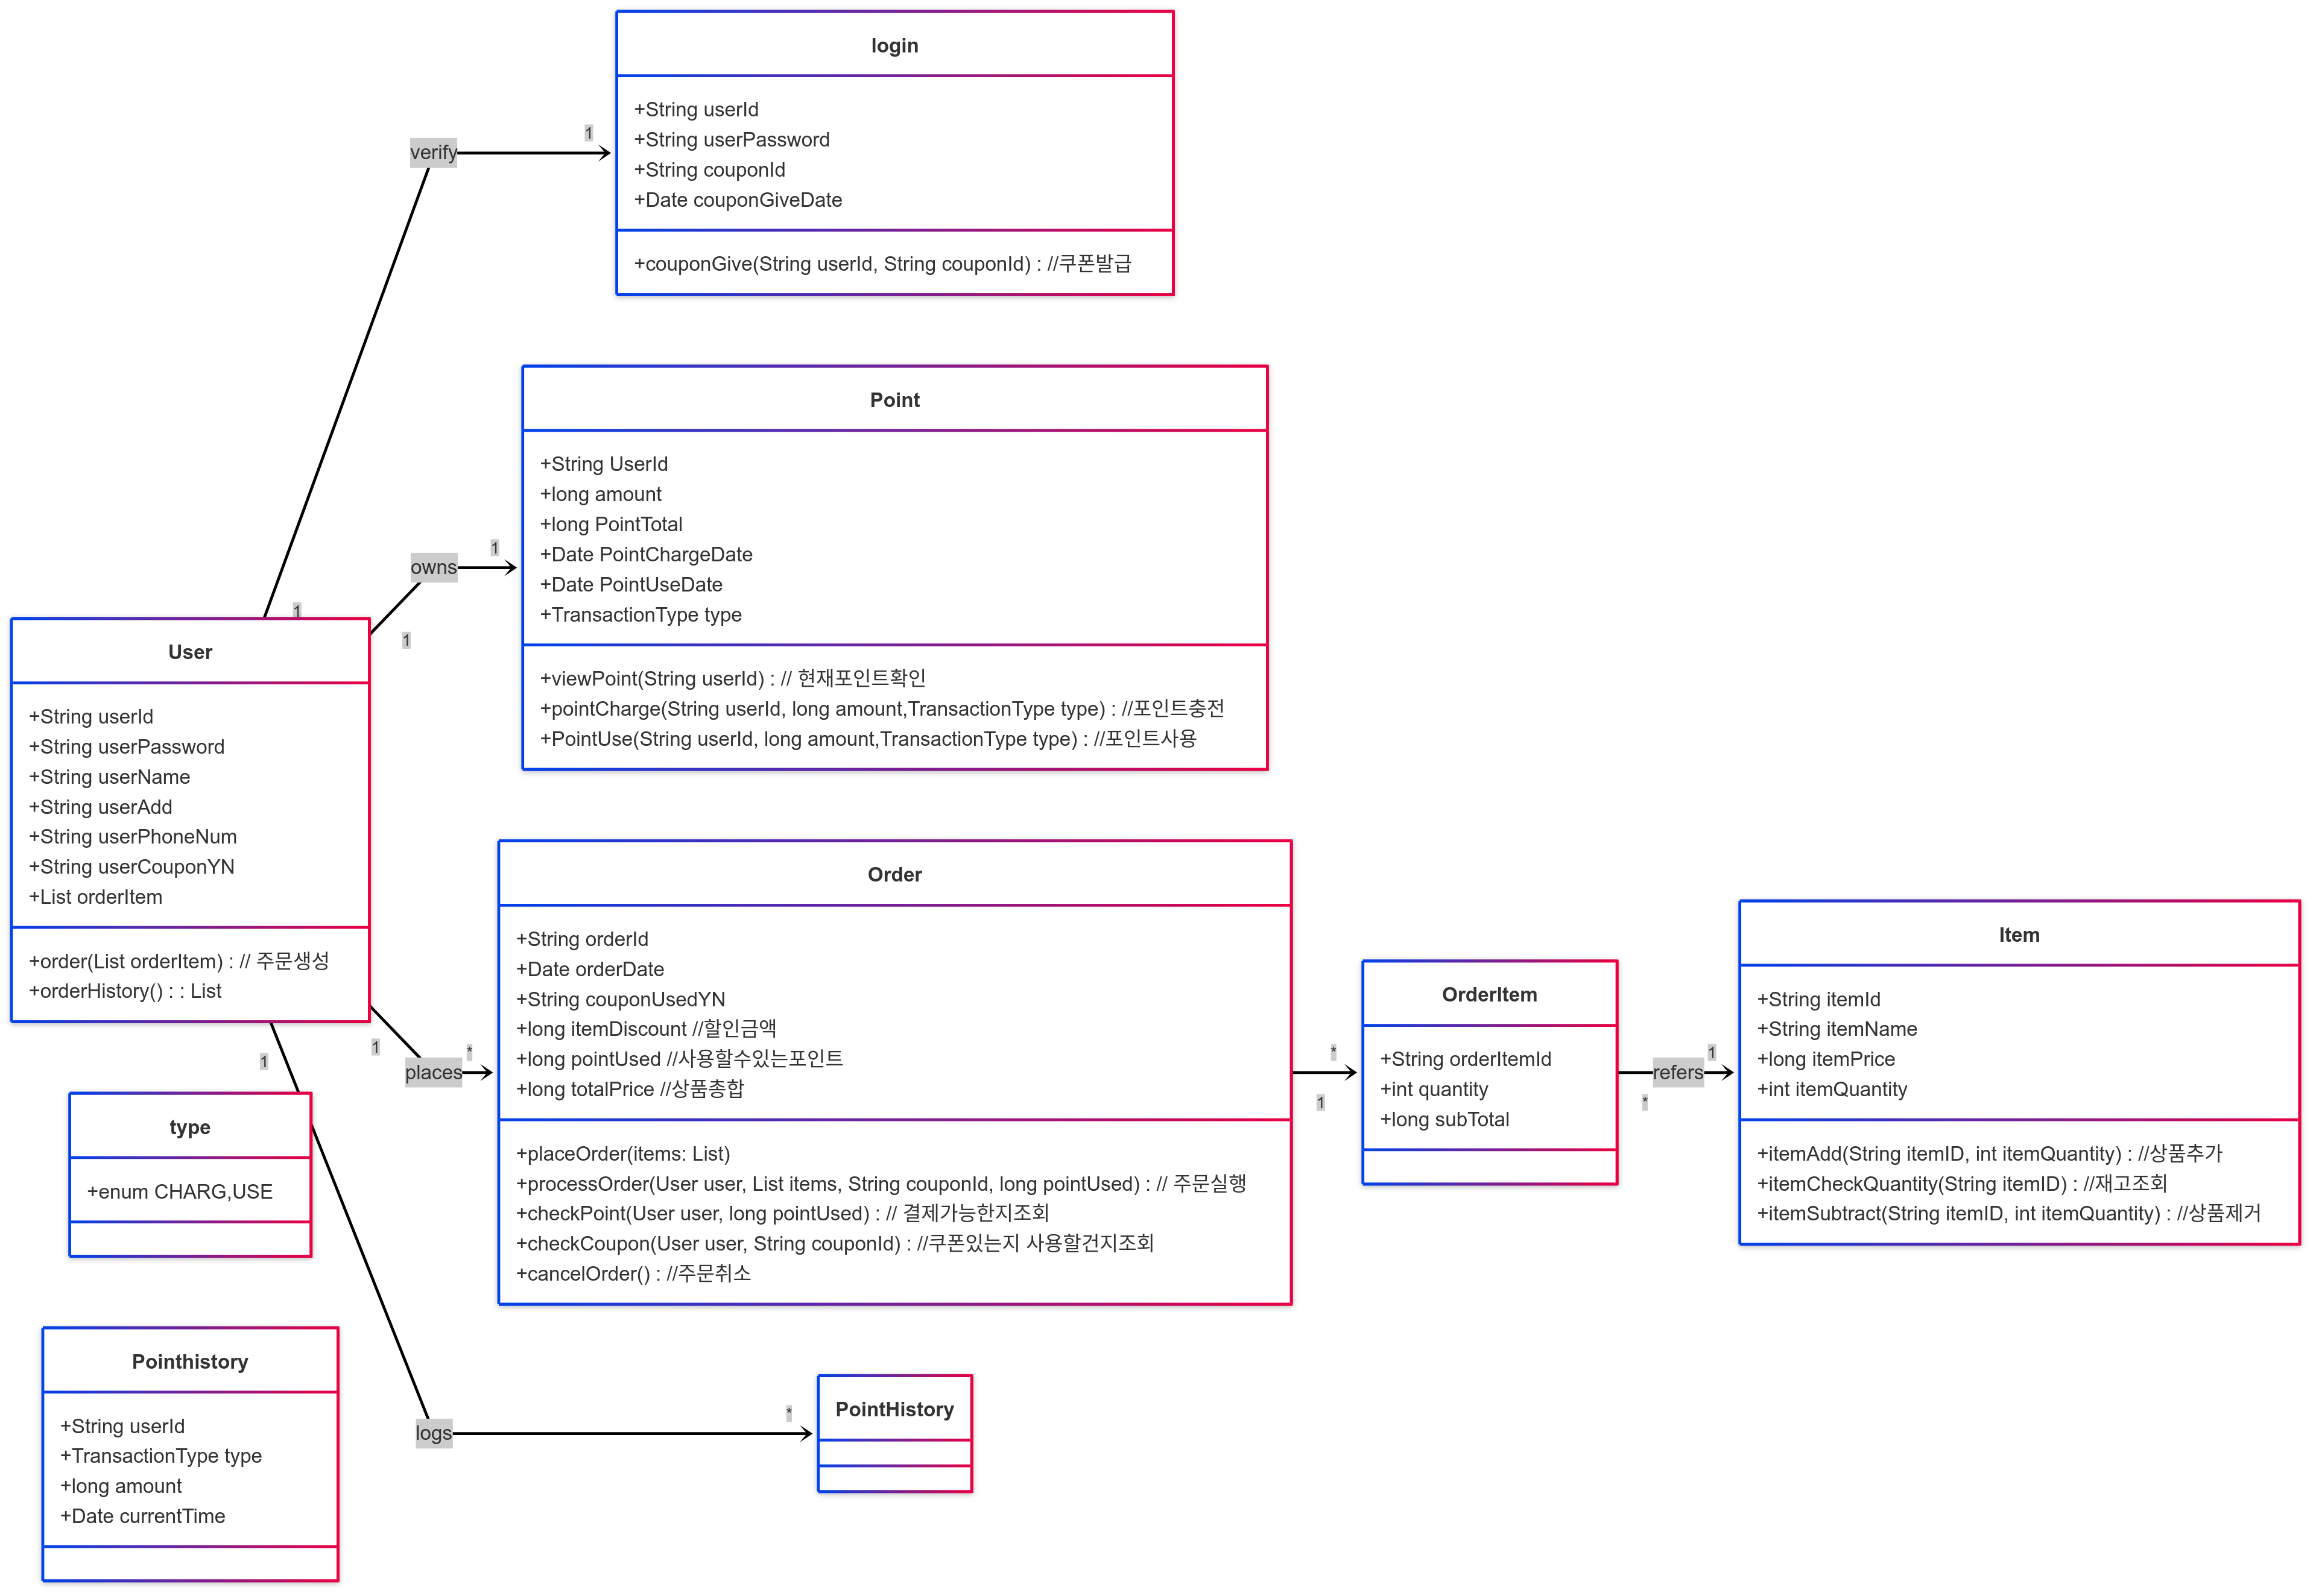 login
+String userId
+String userPassword
+String couponId
+Date couponGiveDate
+couponGive(String userId, String couponId) : //쿠폰발급
verify
1
1
Point
+String UserId
+long amount
+long PointTotal
+Date PointChargeDate
+Date PointUseDate
+TransactionType type
+viewPoint(String userId) : // 현재포인트확인
+pointCharge(String userId, long amount,TransactionType type) : //포인트충전
+PointUse(String userId, long amount,TransactionType type) : //포인트사용
owns
1
1
User
+String userId
+String userPassword
+String userName
+String userAdd
+String userPhoneNum
+String userCouponYN
+List orderItem
+order(List orderItem) : // 주문생성
+orderHistory() : : List
1
places
*
Order
+String orderId
+Date orderDate
+String couponUsedYN
+long itemDiscount //할인금액
+long pointUsed //사용할수있는포인트
+long totalPrice //상품총합
+placeOrder(items: List)
+processOrder(User user, List items, String couponId, long pointUsed) : // 주문실행
+checkPoint(User user, long pointUsed) : // 결제가능한지조회
+checkCoupon(User user, String couponId) : //쿠폰있는지 사용할건지조회
+cancelOrder() : //주문취소
1
*
OrderItem
+String orderItemId
+int quantity
+long subTotal
*
refers
1
Item
+String itemId
+String itemName
+long itemPrice
+int itemQuantity
+itemAdd(String itemID, int itemQuantity) : //상품추가
+itemCheckQuantity(String itemID) : //재고조회
+itemSubtract(String itemID, int itemQuantity) : //상품제거
1
type
+enum CHARG,USE
Pointhistory
+String userId
+TransactionType type
+long amount
+Date currentTime
logs
*
PointHistory